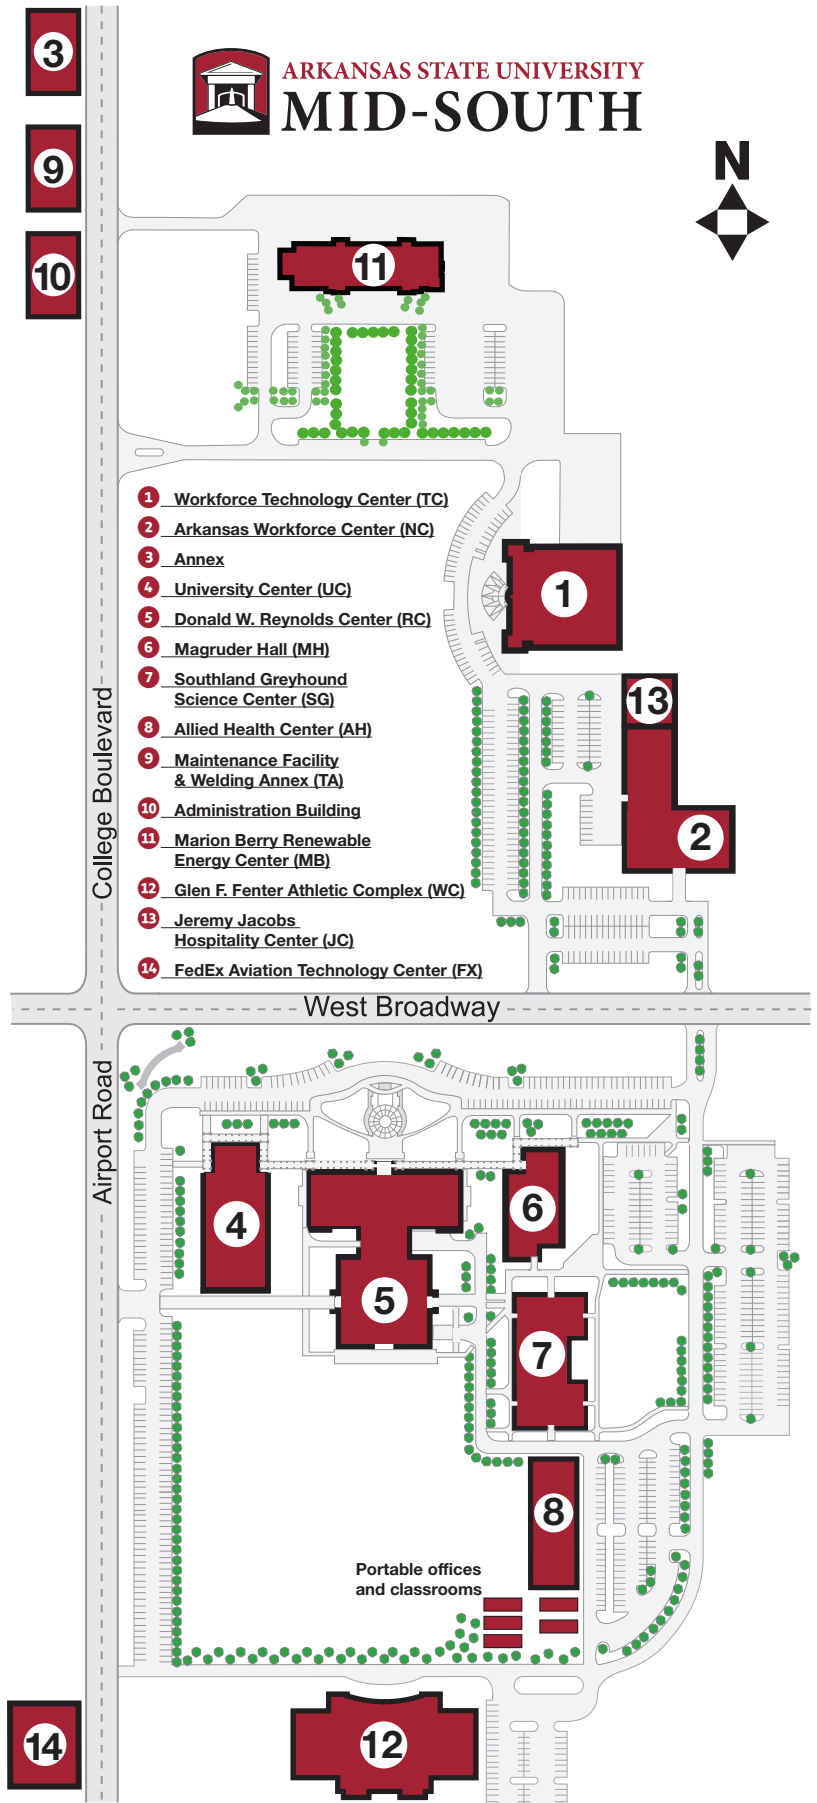 3
ARKANSAS STATE UNIVERSITY
MID-SOUTH
N
9
10
11
1 Workforce Technology Center (TC)
2 Arkansas Workforce Center (NC)
3 Annex
4 University Center (UC)
5 Donald W. Reynolds Center (RC)
6 Magruder Hall (MH)
7 Southland Greyhound
Science Center (SG)
8 Allied Health Center (AH)
9 Maintenance Facility
& Welding Annex (TA)
10 Administration Building
11 Marion Berry Renewable
Energy Center (MB)
12 Glen F. Fenter Athletic Complex (WC)
13 Jeremy Jacobs
Hospitality Center (JC)
14 FedEx Aviation Technology Center (FX)
1
13
2
College Boulevard
West Broadway
Airport Road
4
6
5
7
8
Portable offices
and classrooms
14
12